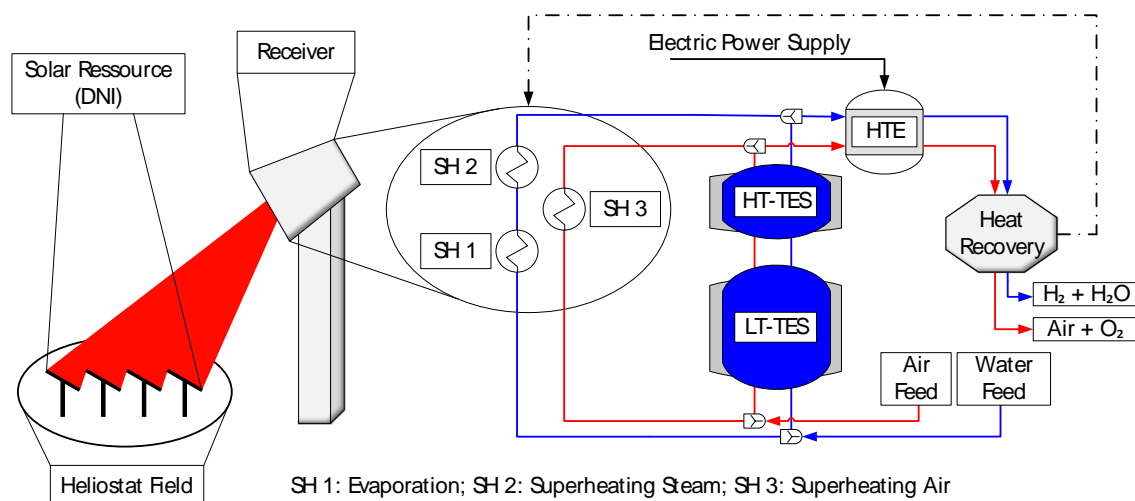 Solar Ressource
(DNI)
Receiver
Electric Power Supply
HTE
SH 2
SH 3
SH 1
HT-TES
LT-TES
Heat
Recovery
H₂ + H₂O
Air + O₂
Air
Feed
Water
Feed
Heliostat Field
SH 1: Evaporation; SH 2: Superheating Steam; SH 3: Superheating Air